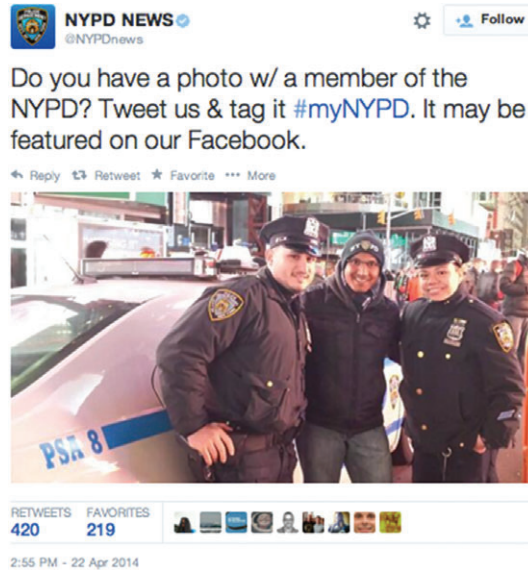 NYPD NEWS
@NYPDnews
Follow
Do you have a photo w/ a member of the
NYPD? Tweet us & tag it #myNYPD. It may be
featured on our Facebook.
Reply Retweet Favorite ••• More
PSA 8
RETWEETS FAVORITES
420 219
2:55 PM - 22 Apr 2014